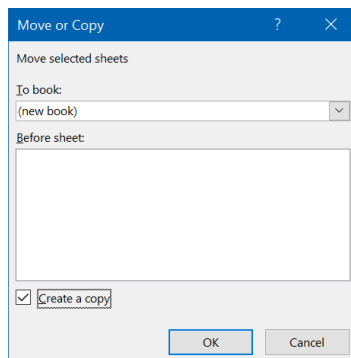 Move or Copy ?
Move selected sheets
To book:
(new book)
Before sheet:
Create a copy
OK Cancel